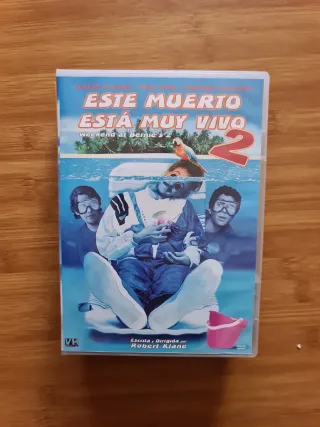 ESTE MUERTO
ESTÁ MUY VIVO
weekend at bernie's 2
2
Escrita y Dirigida por
Robert Klane